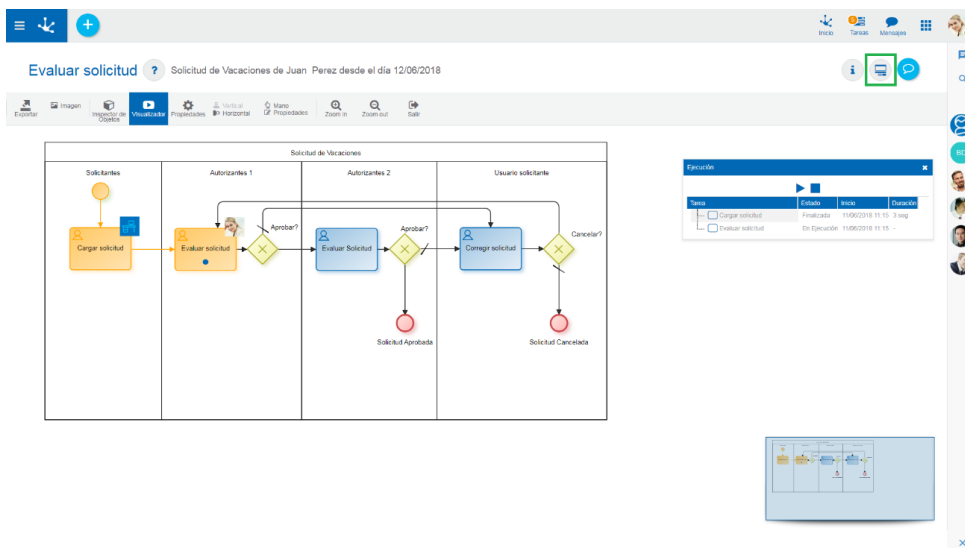 Inicio
Tareas
Mensajes
Evaluar solicitud ? Solicitud de Vacaciones de Juan Perez desde el día 12/06/2018
i
Exportar
Imagen
Inspector de Objetos
Visualizador
Propiedades
Vertical
Horizontal
Mano
Propiedades
Zoom in
Zoom out
Salir
Solicitud de Vacaciones
Solicitantes
Autorizantes 1
Autorizantes 2
Usuario solicitante
Cargar solicitud
Evaluar solicitud
Aprobar?
Evaluar Solicitud
Aprobar?
Corregir solicitud
Cancelar?
Solicitud Aprobada
Solicitud Cancelada
Ejecución
Tarea Estado Inicio Duración
Cargar solicitud Finalizada 11/06/2018 11:15 3 seg
Evaluar solicitud En Ejecución 11/06/2018 11:15 -